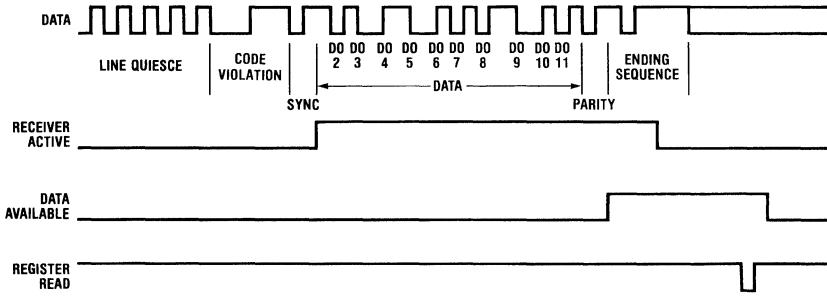 DATA
LINE QUIESCE
CODE
VIOLATION
SYNC
DO DO DO DO DO DO DO DO DO DO
2 3 4 5 6 7 8 9 10 11
DATA
PARITY
ENDING
SEQUENCE
RECEIVER
ACTIVE
DATA
AVAILABLE
REGISTER
READ